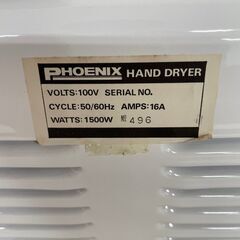 PHOENIX HAND DRYER
VOLTS:100V SERIAL NO.
CYCLE:50/60Hz AMPS:16A
WATTS:1500W № 496